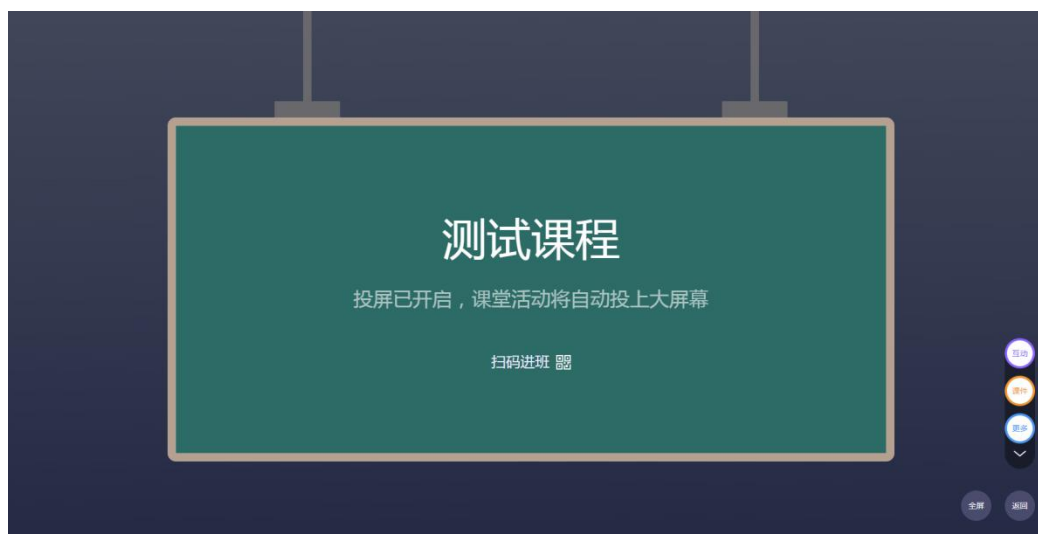 测试课程
投屏已开启，课堂活动将自动投上大屏幕
扫码进班
互动
课件
更多
全屏
返回